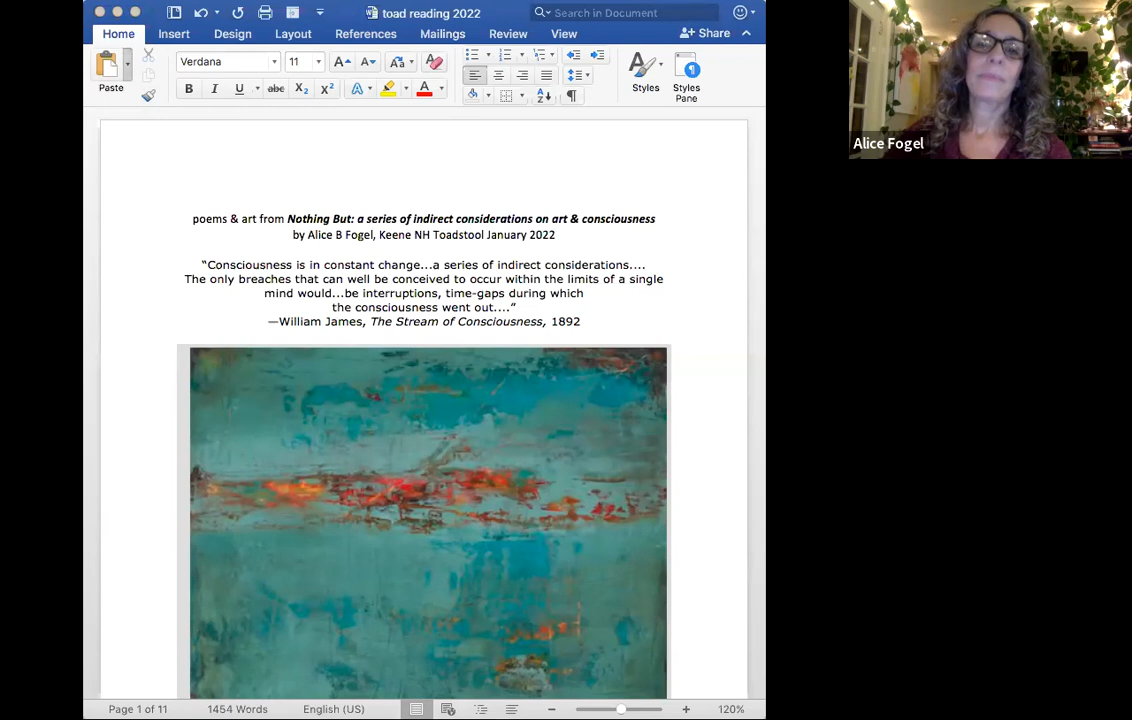 toad reading 2022
Search in Document
Home Insert Design Layout References Mailings Review View Share
Verdana 11
Paste
Styles
Styles Pane
Alice Fogel
poems & art from Nothing But: a series of indirect considerations on art & consciousness
by Alice B Fogel, Keene NH Toadstool January 2022
“Consciousness is in constant change...a series of indirect considerations....
The only breaches that can well be conceived to occur within the limits of a single
mind would...be interruptions, time-gaps during which
the consciousness went out....”
—William James, The Stream of Consciousness, 1892
Page 1 of 11 1454 Words English (US) 120%